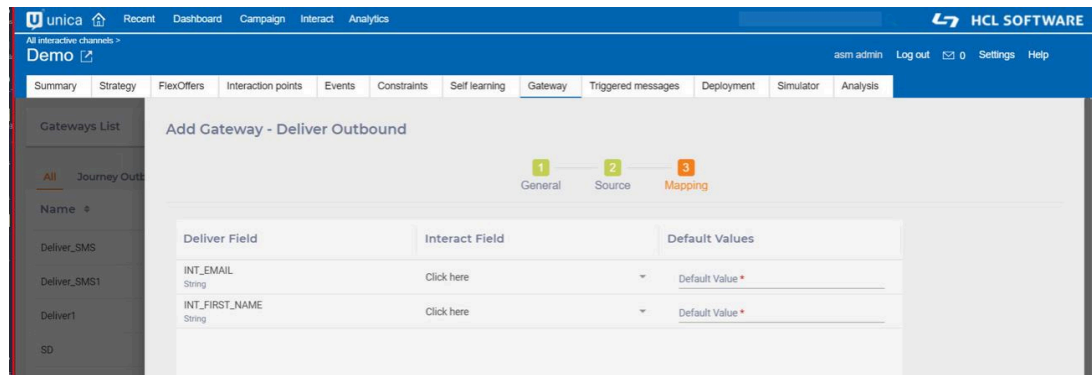 unica Recent Dashboard Campaign Interact Analytics HCL SOFTWARE
All interactive channels >
Demo asm admin Log out 0 Settings Help
Summary Strategy FlexOffers Interaction points Events Constraints Self learning Gateway Triggered messages Deployment Simulator Analysis
Gateways List
Add Gateway - Deliver Outbound
1 2 3
General Source Mapping
All Journey Outb
Name
Deliver Field Interact Field Default Values
Deliver_SMS
INT_EMAIL
String
Click here
Default Value *
Deliver_SMS1
INT_FIRST_NAME
String
Click here
Default Value *
Deliver1
SD